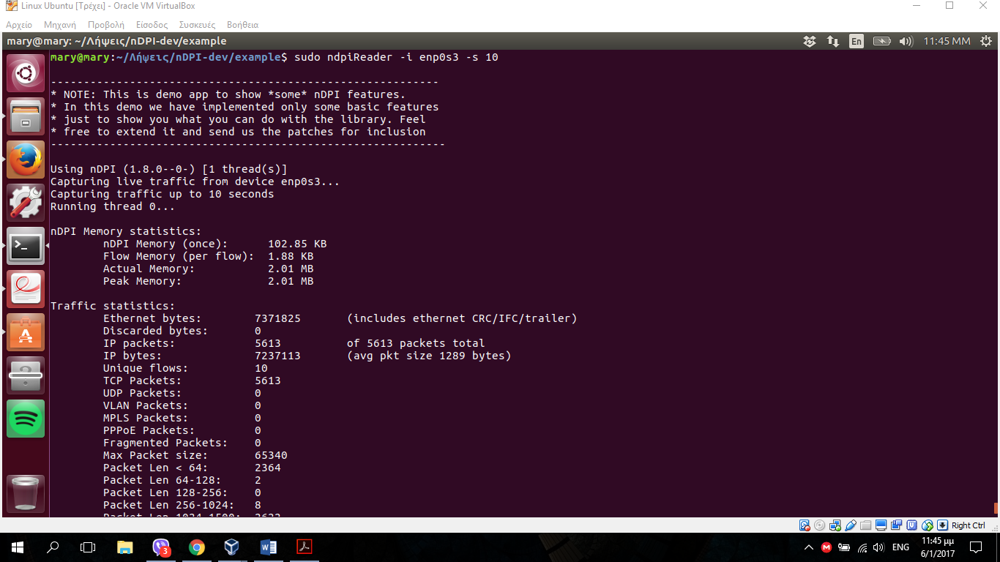 Linux Ubuntu [Τρέχει] - Oracle VM VirtualBox
Αρχείο Μηχανή Προβολή Είσοδος Συσκευές Βοήθεια
mary@mary: ~/Λήψεις/nDPI-dev/example En 11:45 ΜΜ
mary@mary:~/Λήψεις/nDPI-dev/example$ sudo ndpiReader -i enp0s3 -s 10
-----------------------------------------------------------
* NOTE: This is demo app to show *some* nDPI features.
* In this demo we have implemented only some basic features
* just to show you what you can do with the library. Feel
* free to extend it and send us the patches for inclusion
------------------------------------------------------------
Using nDPI (1.8.0--0-) [1 thread(s)]
Capturing live traffic from device enp0s3...
Capturing traffic up to 10 seconds
Running thread 0...
nDPI Memory statistics:
nDPI Memory (once): 102.85 KB
Flow Memory (per flow): 1.88 KB
Actual Memory: 2.01 MB
Peak Memory: 2.01 MB
Traffic statistics:
Ethernet bytes: 7371825 (includes ethernet CRC/IFC/trailer)
Discarded bytes: 0
IP packets: 5613 of 5613 packets total
IP bytes: 7237113 (avg pkt size 1289 bytes)
Unique flows: 10
TCP Packets: 5613
UDP Packets: 0
VLAN Packets: 0
MPLS Packets: 0
PPPoE Packets: 0
Fragmented Packets: 0
Max Packet size: 65340
Packet Len < 64: 2364
Packet Len 64-128: 2
Packet Len 128-256: 0
Packet Len 256-1024: 8
Packet Len 1024-1500:
Right Ctrl
3
ENG
11:45 μμ
6/1/2017